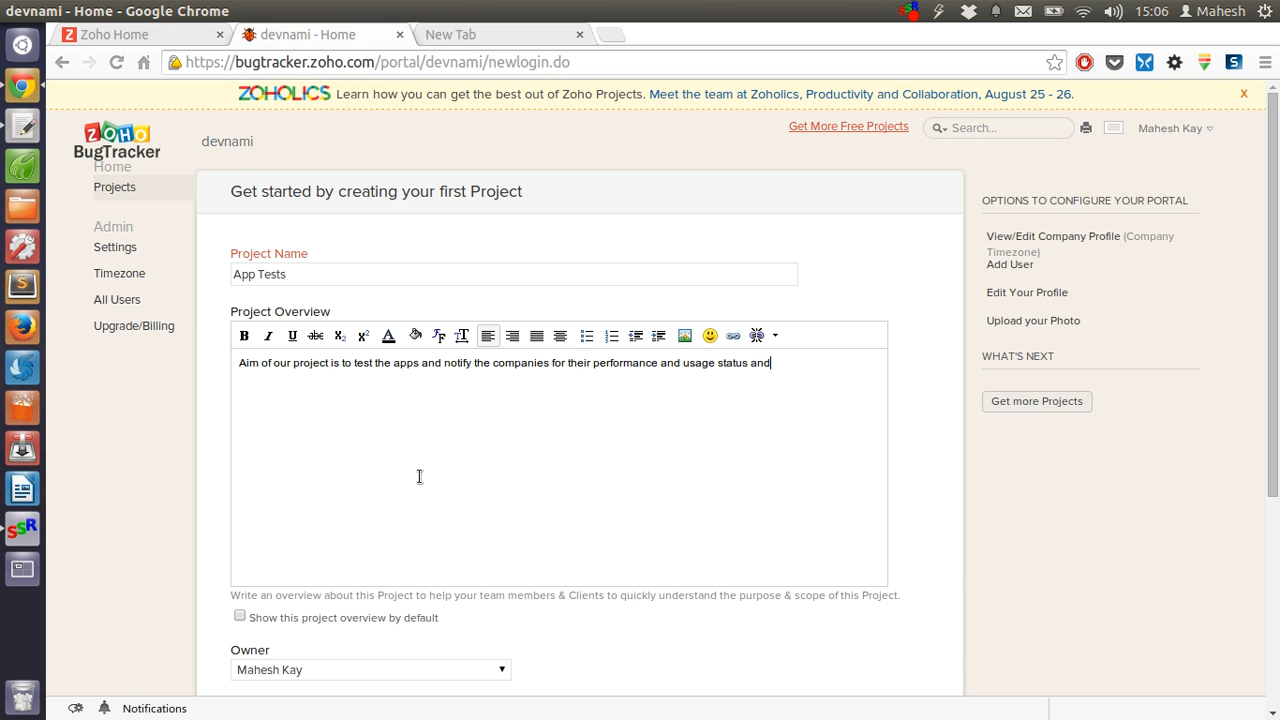 devnami - Home - Google Chrome
15:06 Mahesh
Zoho Home x
devnami - Home x
New Tab x
https://bugtracker.zoho.com/portal/devnami/newlogin.do
ZOHOLICS Learn how you can get the best out of Zoho Projects. Meet the team at Zoholics, Productivity and Collaboration, August 25 - 26. X
ZOHO
BugTracker
devnami
Get More Free Projects
Search...
Mahesh Kay
Home
Projects
Admin
Settings
Timezone
All Users
Upgrade/Billing
Get started by creating your first Project
Project Name
App Tests
Project Overview
Aim of our project is to test the apps and notify the companies for their performance and usage status and
Write an overview about this Project to help your team members & Clients to quickly understand the purpose & scope of this Project.
Show this project overview by default
Owner
Mahesh Kay
OPTIONS TO CONFIGURE YOUR PORTAL
View/Edit Company Profile (Company
Timezone)
Add User
Edit Your Profile
Upload your Photo
WHAT'S NEXT
Get more Projects
Notifications